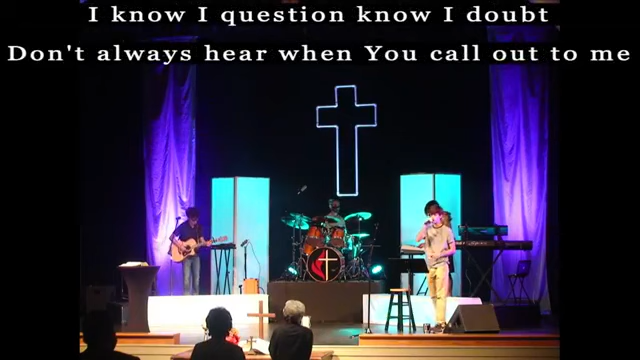 I know I question know I doubt
Don't always hear when You call out to me